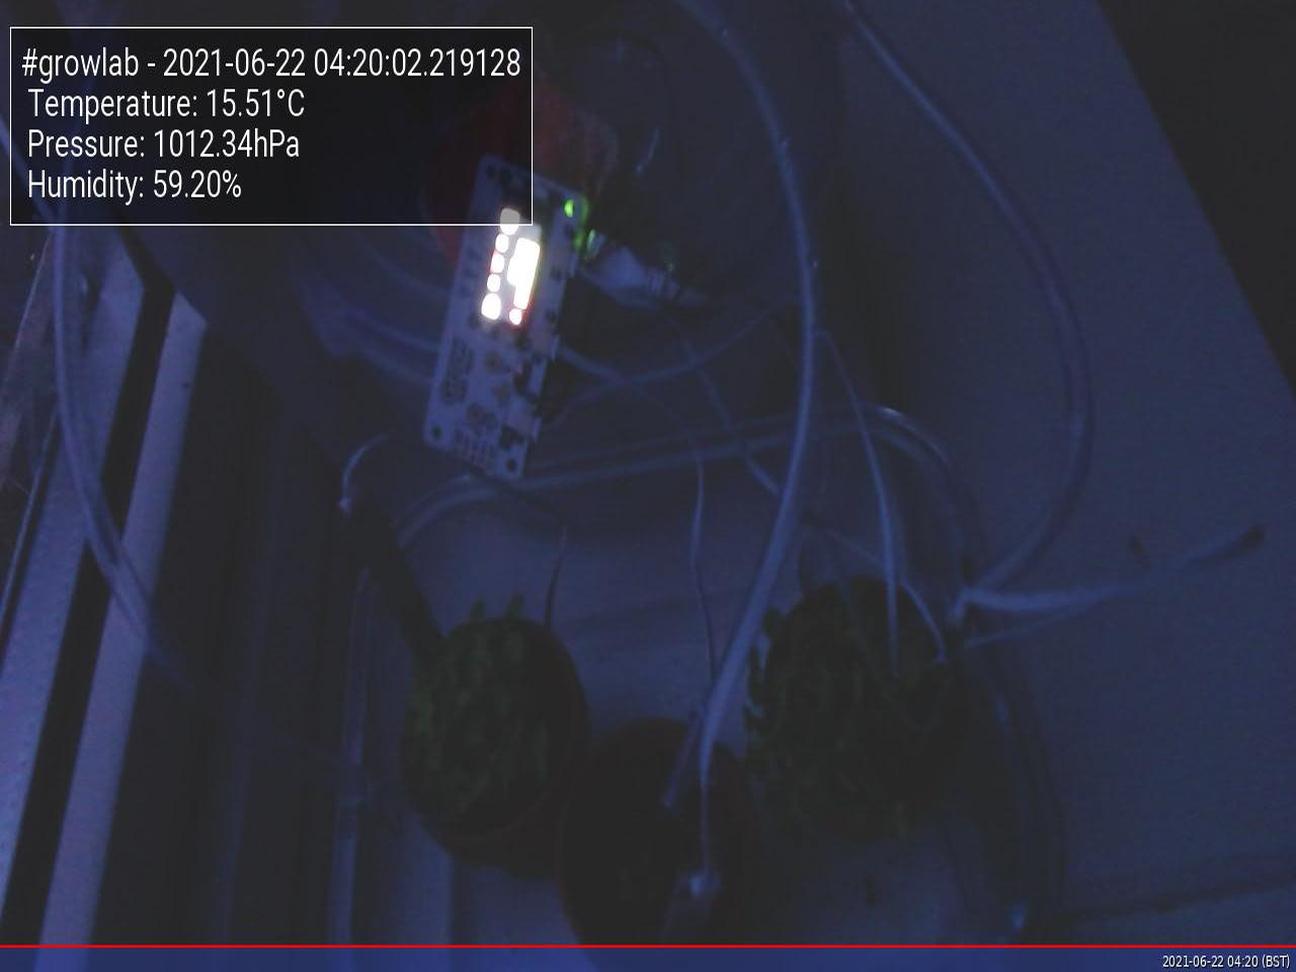 #growlab - 2021-06-22 04:20:02.219128
Temperature: 15.51°C
Pressure: 1012.34hPa
Humidity: 59.20%
2021-06-22 04:20 (BST)